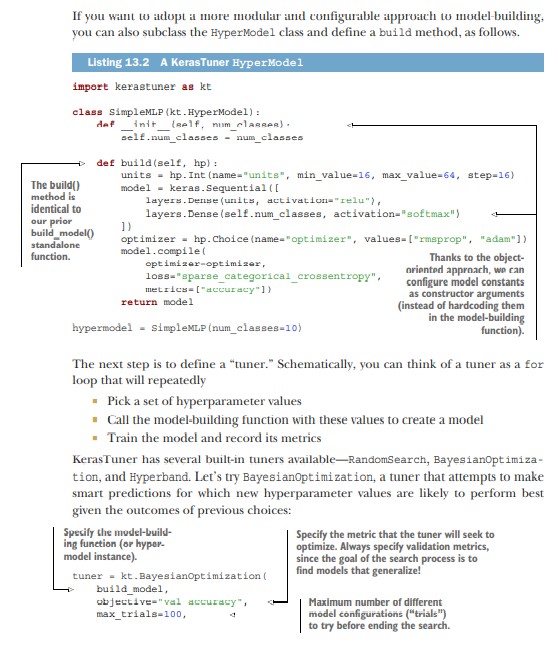 If you want to adopt a more modular and configurable approach to model-building,
you can also subclass the HyperModel class and define a build method, as follows.
Listing 13.2 A KerasTuner HyperModel
import kerastuner as kt
class SimpleMLP(kt.HyperModel):
def __init__(self, num_classes):
self.num_classes = num_classes
def build(self, hp):
units = hp.Int(name="units", min_value=16, max_value=64, step=16)
model = keras.Sequential([
layers.Dense(units, activation="relu"),
layers.Dense(self.num_classes, activation="softmax")
])
optimizer = hp.Choice(name="optimizer", values=["rmsprop", "adam"])
model.compile(
optimizer=optimizer,
loss="sparse_categorical_crossentropy",
metrics=["accuracy"])
return model
The build()
method is
identical to
our prior
build_model()
standalone
function.
Thanks to the object-
oriented approach, we can
configure model constants
as constructor arguments
(instead of hardcoding them
in the model-building
function).
hypermodel = SimpleMLP(num_classes=10)
The next step is to define a “tuner.” Schematically, you can think of a tuner as a for
loop that will repeatedly
▪ Pick a set of hyperparameter values
▪ Call the model-building function with these values to create a model
▪ Train the model and record its metrics
KerasTuner has several built-in tuners available—RandomSearch, BayesianOptimiza-
tion, and Hyperband. Let’s try BayesianOptimization, a tuner that attempts to make
smart predictions for which new hyperparameter values are likely to perform best
given the outcomes of previous choices:
Specify the model-build-
ing function (or hyper-
model instance).
Specify the metric that the tuner will seek to
optimize. Always specify validation metrics,
since the goal of the search process is to
find models that generalize!
tuner = kt.BayesianOptimization(
build_model,
objective="val_accuracy",
max_trials=100,
Maximum number of different
model configurations (“trials”)
to try before ending the search.